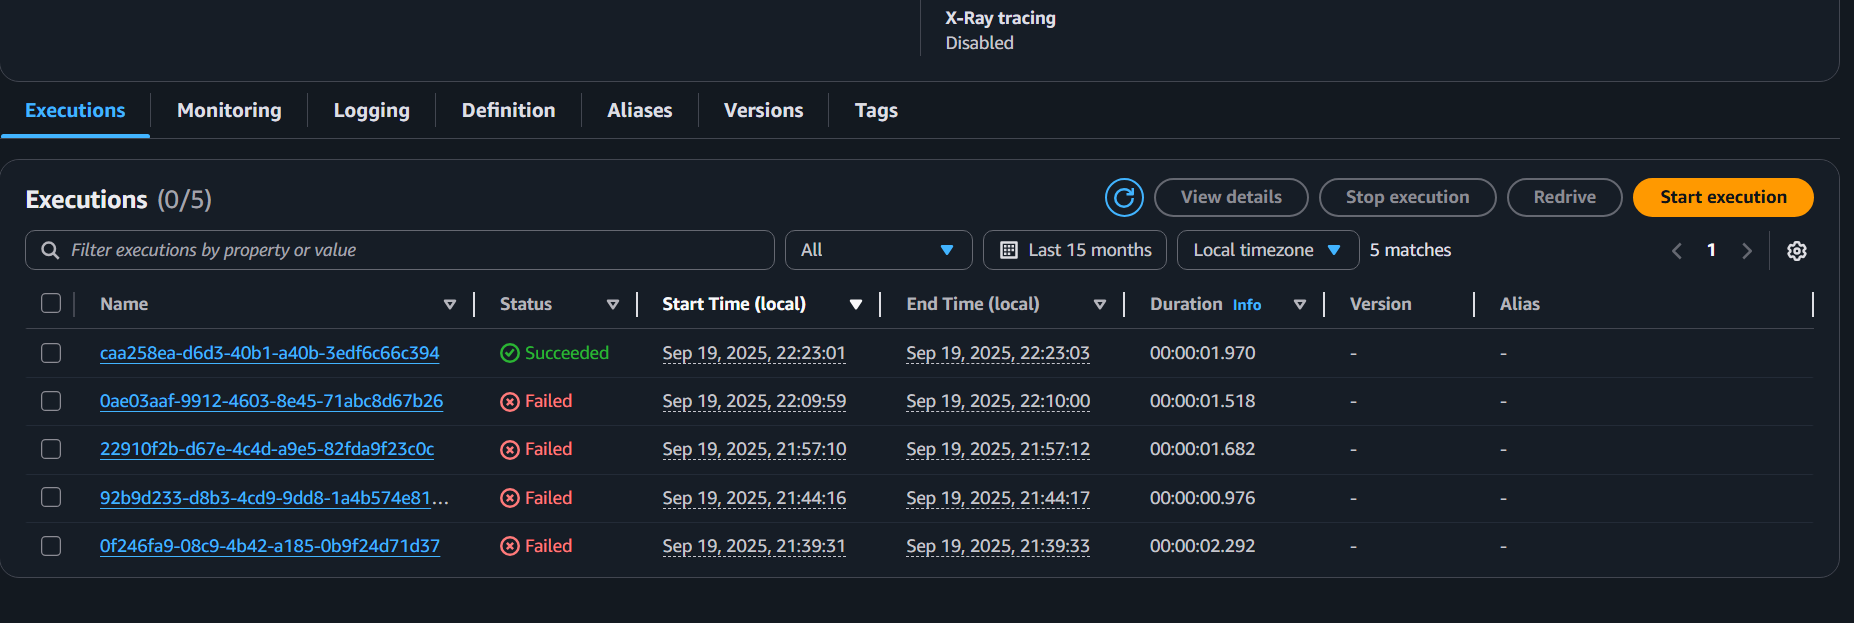 X-Ray tracing
Disabled
Executions Monitoring Logging Definition Aliases Versions Tags
Executions (0/5) View details Stop execution Redrive Start execution
Filter executions by property or value All Last 15 months Local timezone 5 matches 1
Name Status Start Time (local) End Time (local) Duration Info Version Alias
caa258ea-d6d3-40b1-a40b-3edf6c66c394 Succeeded Sep 19, 2025, 22:23:01 Sep 19, 2025, 22:23:03 00:00:01.970 - -
0ae03aaf-9912-4603-8e45-71abc8d67b26 Failed Sep 19, 2025, 22:09:59 Sep 19, 2025, 22:10:00 00:00:01.518 - -
22910f2b-d67e-4c4d-a9e5-82fda9f23c0c Failed Sep 19, 2025, 21:57:10 Sep 19, 2025, 21:57:12 00:00:01.682 - -
92b9d233-d8b3-4cd9-9dd8-1a4b574e81... Failed Sep 19, 2025, 21:44:16 Sep 19, 2025, 21:44:17 00:00:00.976 - -
0f246fa9-08c9-4b42-a185-0b9f24d71d37 Failed Sep 19, 2025, 21:39:31 Sep 19, 2025, 21:39:33 00:00:02.292 - -